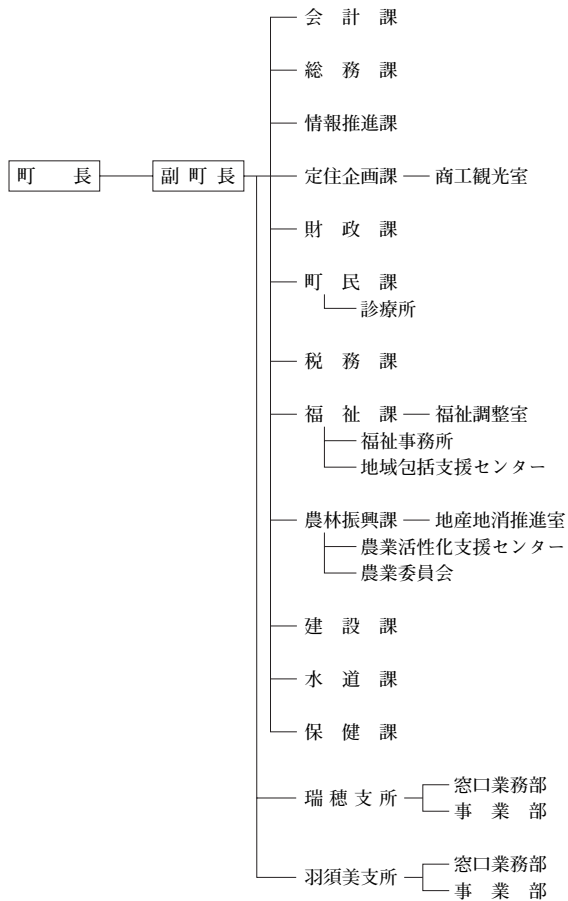 会計課
総務課
情報推進課
町長 副町長 定住企画課 商工観光室
財政課
町民課
診療所
税務課
福祉課 福祉調整室
福祉事務所
地域包括支援センター
農林振興課 地産地消推進室
農業活性化支援センター
農業委員会
建設課
水道課
保健課
瑞穂支所 窓口業務部
事業部
羽須美支所 窓口業務部
事業部